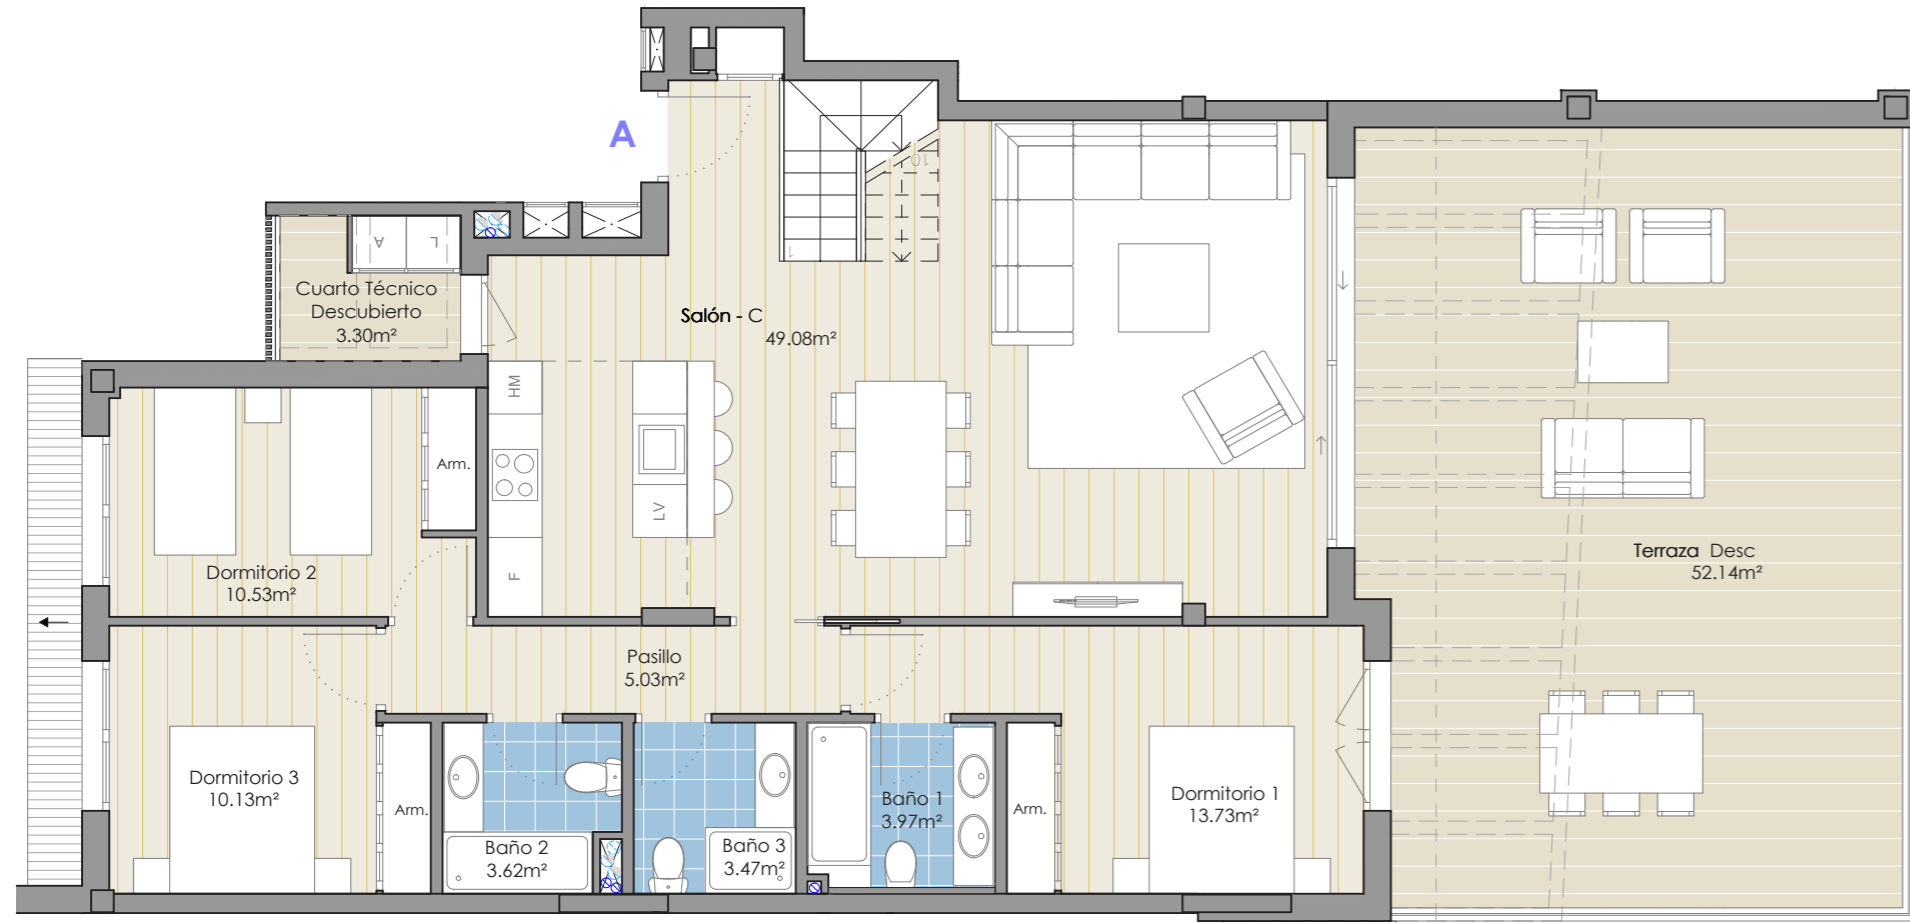 A
10
1
A
L
Cuarto Técnico
Descubierto
3.30m²
Salón - C
49.08m²
HM
Arm.
LV
F
Dormitorio 2
10.53m²
Terraza Desc
52.14m²
Pasillo
5.03m²
Dormitorio 3
10.13m²
Arm.
Baño 2
3.62m²
Baño 3
3.47m²
Baño 1
3.97m²
Arm.
Dormitorio 1
13.73m²